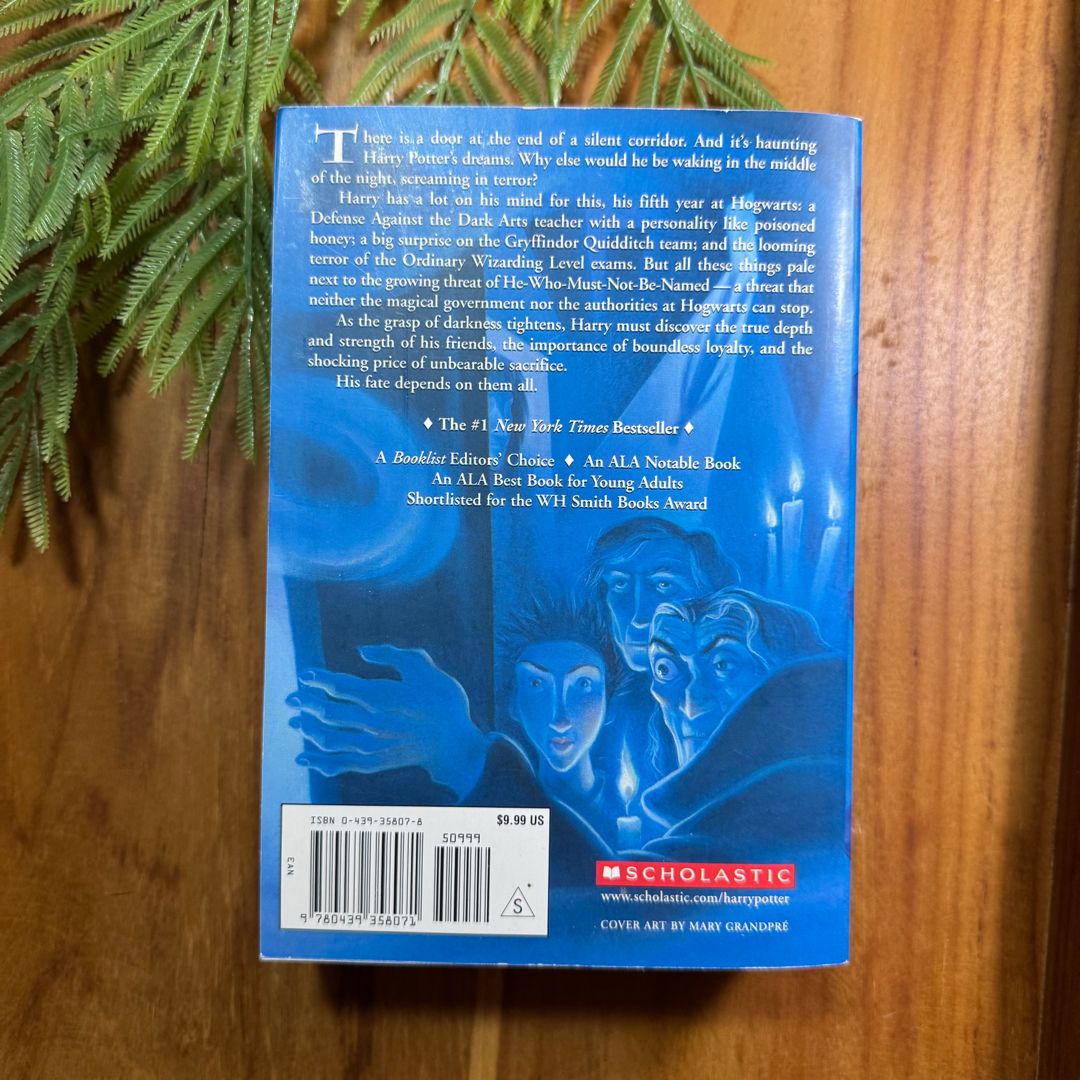 There is a door at the end of a silent corridor. And it's haunting
Harry Potter's dreams. Why else would he be waking in the middle
of the night, screaming in terror?
Harry has a lot on his mind for this, his fifth year at Hogwarts: a
Defense Against the Dark Arts teacher with a personality like poisoned
honey; a big surprise on the Gryffindor Quidditch team; and the looming
terror of the Ordinary Wizarding Level exams. But all these things pale
next to the growing threat of He-Who-Must-Not-Be-Named — a threat that
neither the magical government nor the authorities at Hogwarts can stop.
As the grasp of darkness tightens, Harry must discover the true depth
and strength of his friends, the importance of boundless loyalty, and the
shocking price of unbearable sacrifice.
His fate depends on them all.
♦ The #1 New York Times Bestseller ♦
A Booklist Editors' Choice ♦ An ALA Notable Book
An ALA Best Book for Young Adults
Shortlisted for the WH Smith Books Award
ISBN 0-439-35807-8
$9.99 US
50999
EAN
9 780439 358071
S
SCHOLASTIC
www.scholastic.com/harrypotter
COVER ART BY MARY GRANDPRÉ